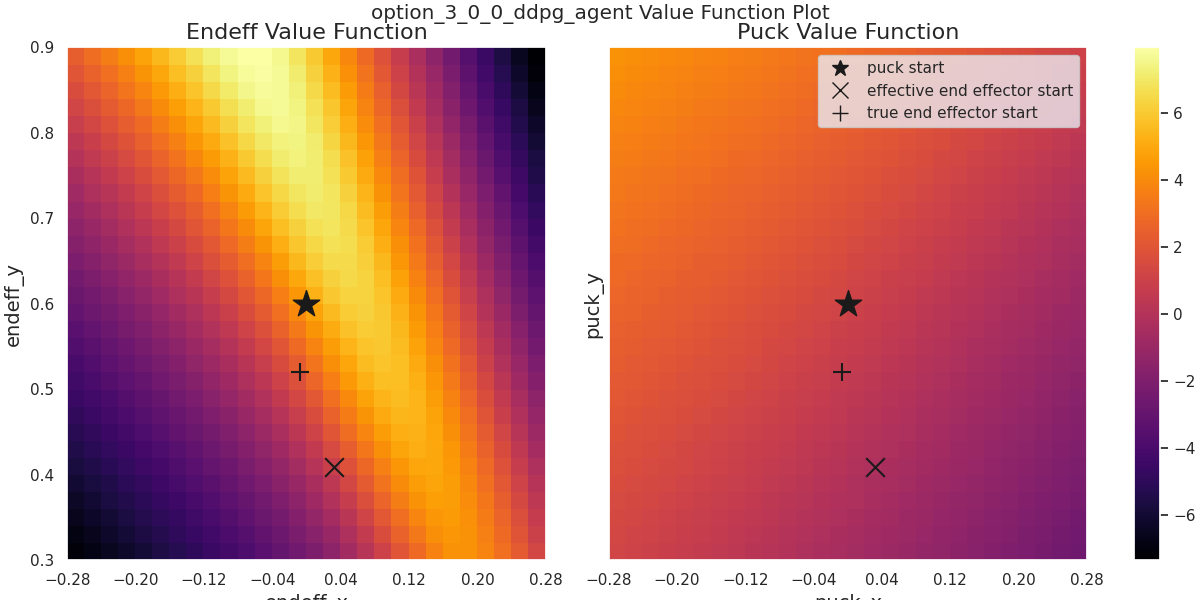 option_3_0_0_ddpg_agent Value Function Plot
Endeff Value Function
Puck Value Function
puck start
effective end effector start
true end effector start
endeff_y
0.9
0.8
0.7
0.6
0.5
0.4
0.3
−0.28 −0.20 −0.12 −0.04 0.04 0.12 0.20 0.28
endeff_x
puck_y
−0.28 −0.20 −0.12 −0.04 0.04 0.12 0.20 0.28
puck_x
6
4
2
0
−2
−4
−6